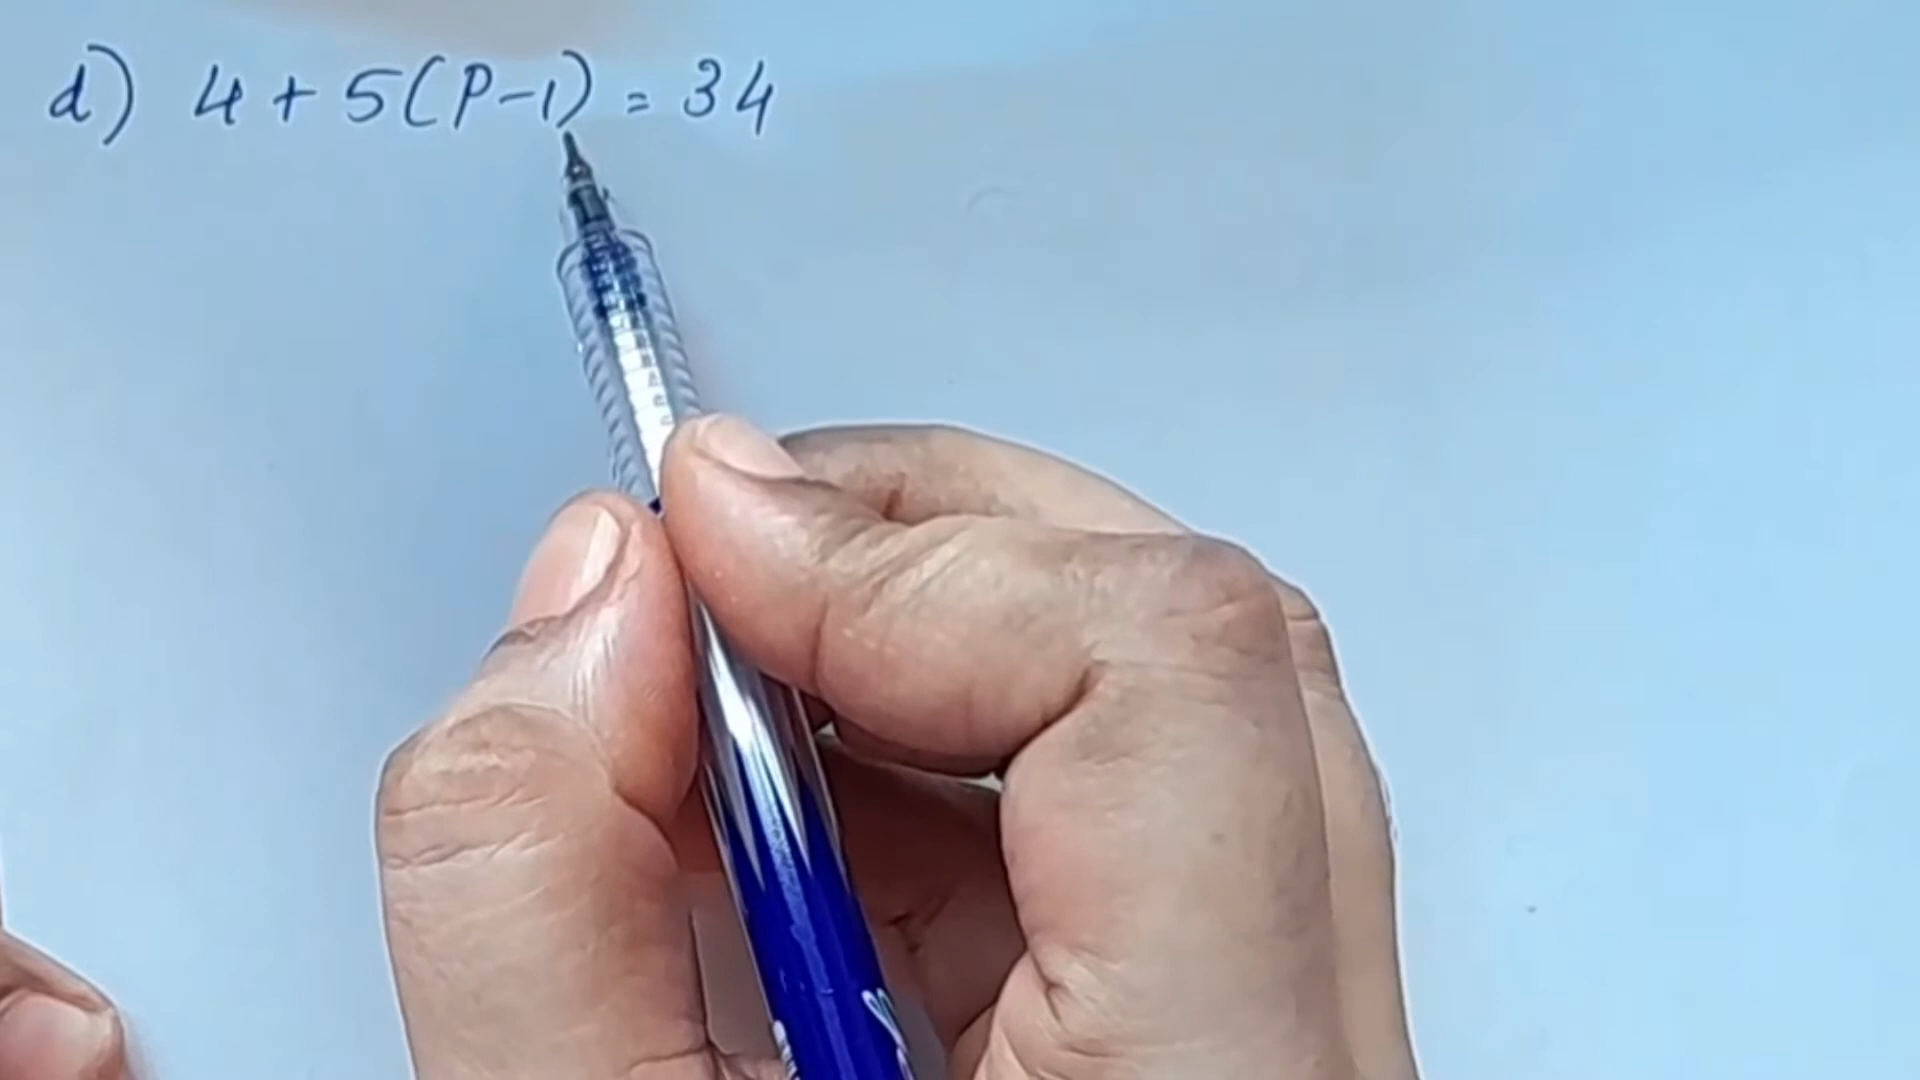 d) 4 + 5(P-1) = 34